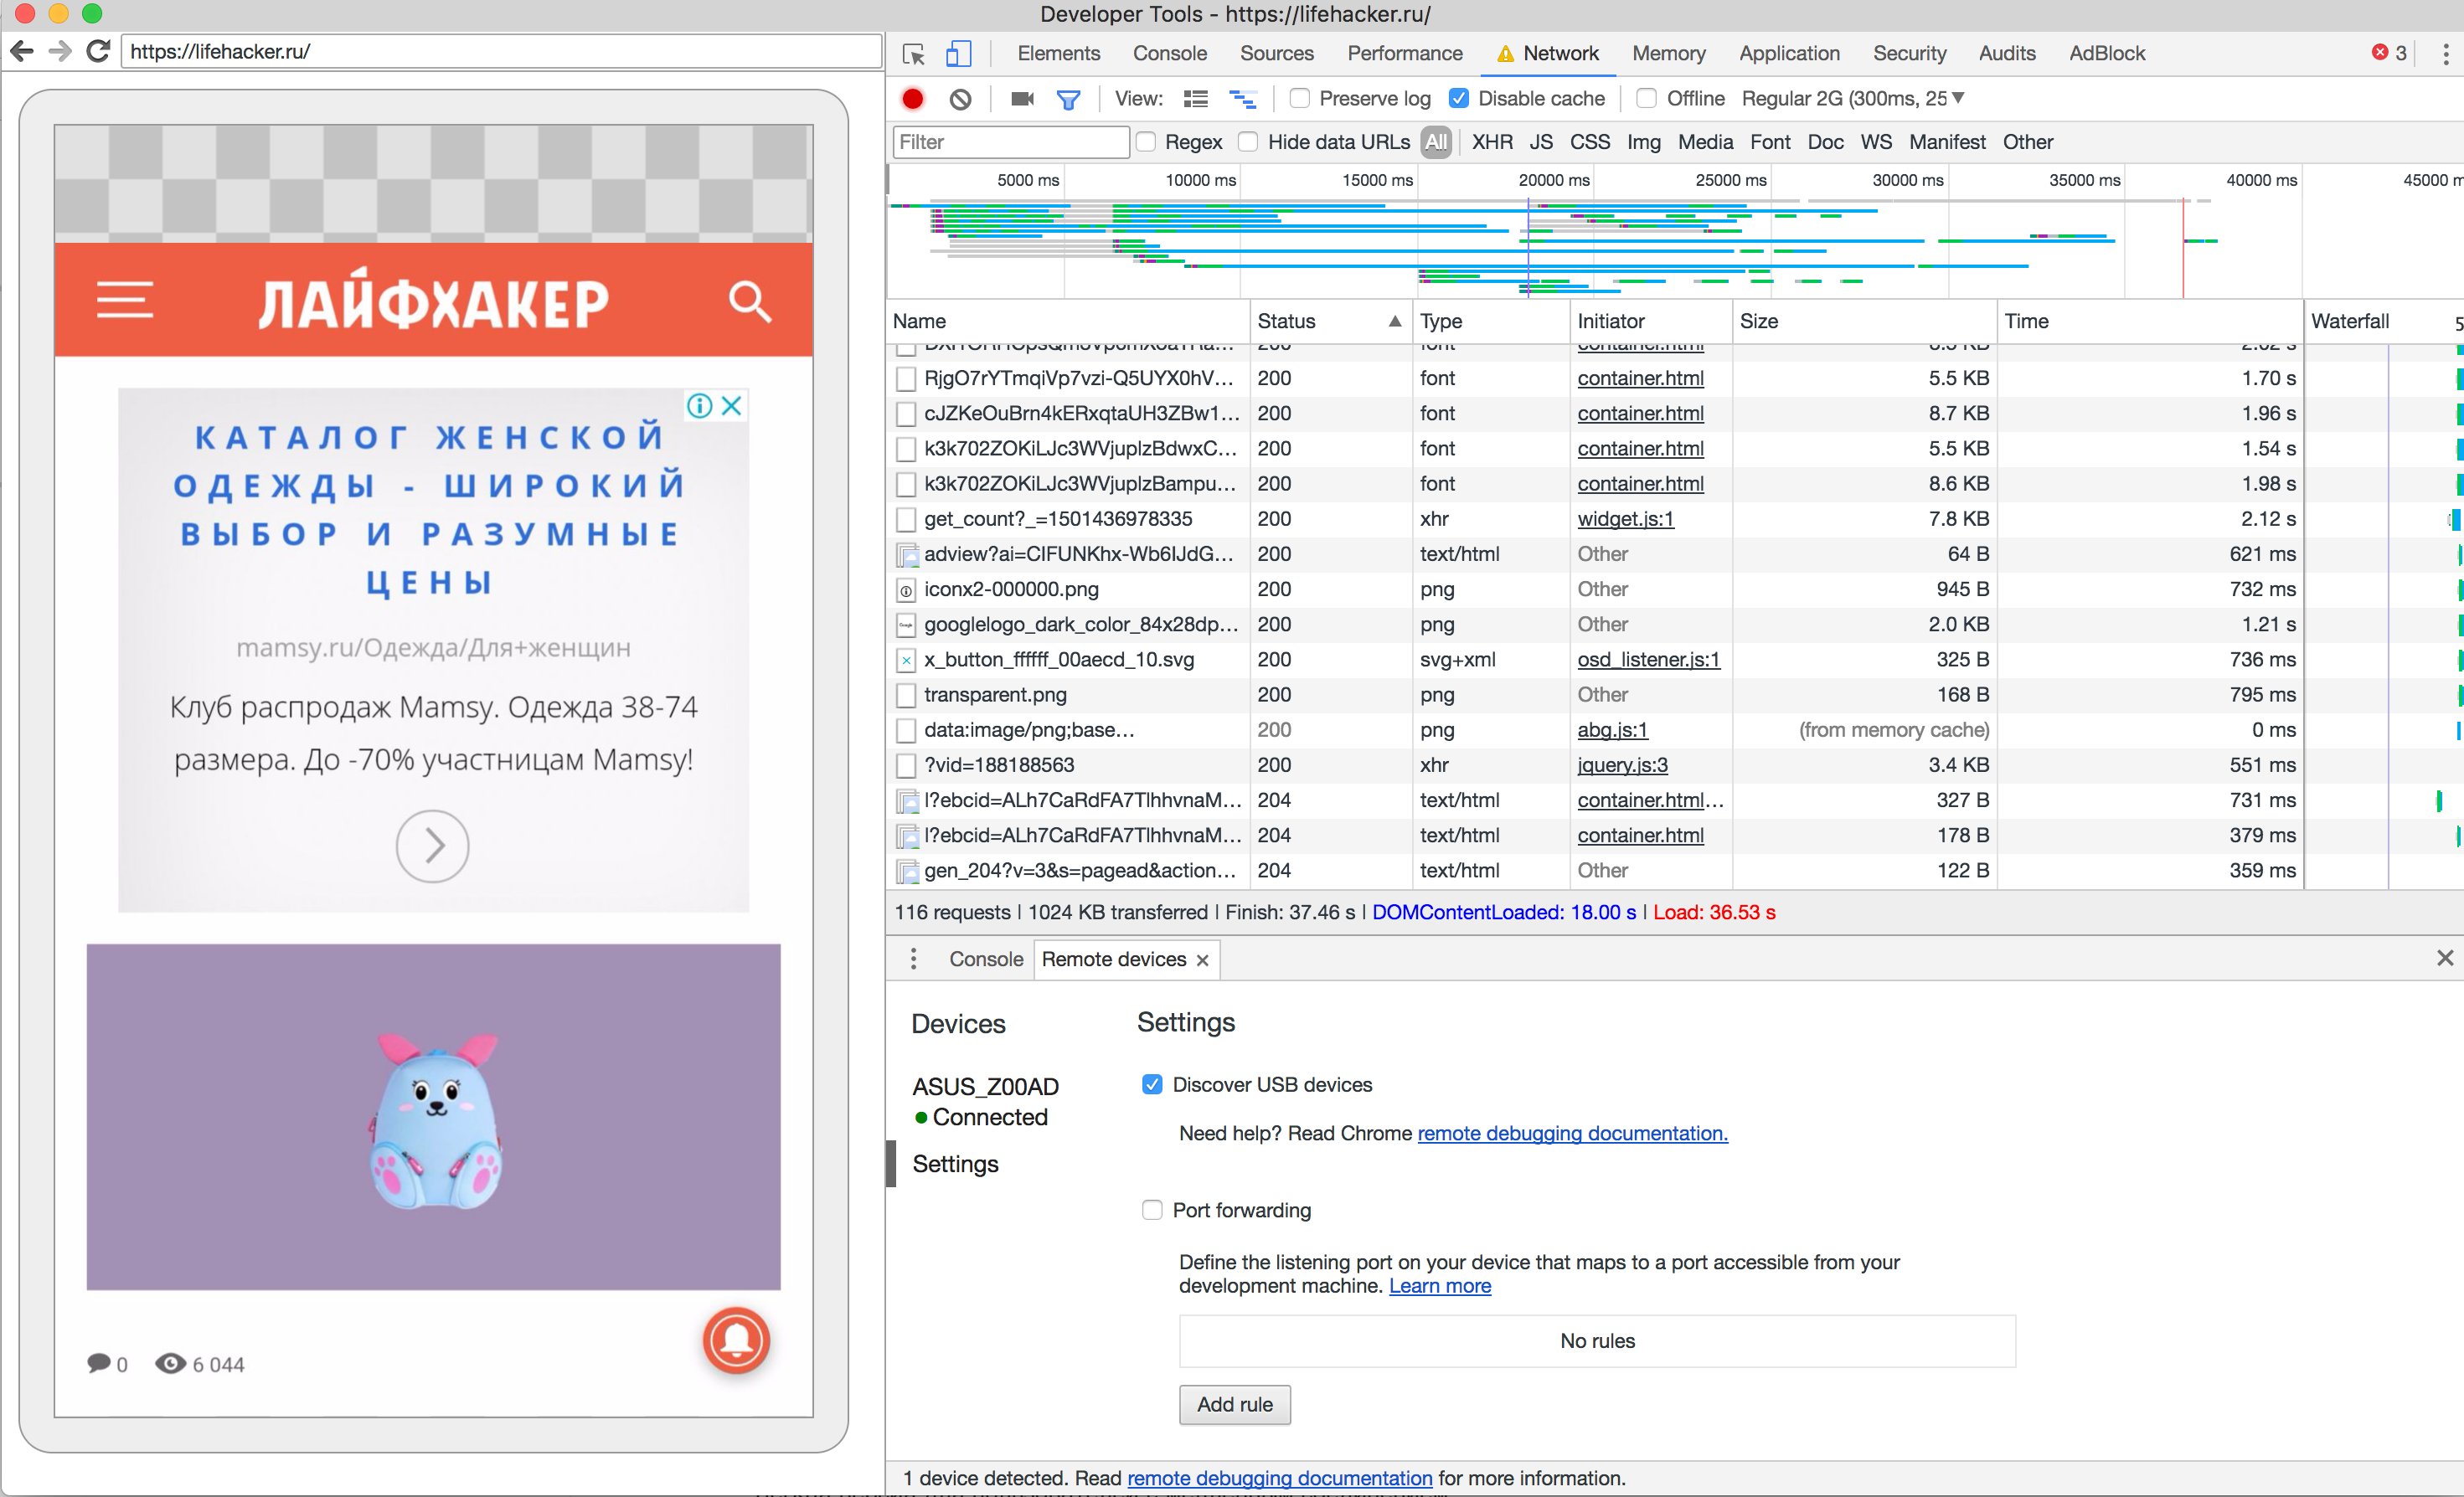 Developer Tools - https://lifehacker.ru/
https://lifehacker.ru/
ЛАЙФХАКЕР
КАТАЛОГ ЖЕНСКОЙ
ОДЕЖДЫ - ШИРОКИЙ
ВЫБОР И РАЗУМНЫЕ
ЦЕНЫ
mamsy.ru/Одежда/Для+женщин
Клуб распродаж Mamsy. Одежда 38-74
размера. До -70% участницам Mamsy!
0 6 044
Elements Console Sources Performance Network Memory Application Security Audits AdBlock 3
View: Preserve log Disable cache Offline Regular 2G (300ms, 25
Filter Regex Hide data URLs All XHR JS CSS Img Media Font Doc WS Manifest Other
5000 ms 10000 ms 15000 ms 20000 ms 25000 ms 30000 ms 35000 ms 40000 ms 45000 m
Name Status Type Initiator Size Time Waterfall 5
RjgO7rYTmqiVp7vzi-Q5UYX0hV... 200 font container.html 5.5 KB 1.70 s
cJZKeOuBrn4kERxqtaUH3ZBw1... 200 font container.html 8.7 KB 1.96 s
k3k702ZOKiLJc3WVjuplzBdwxC... 200 font container.html 5.5 KB 1.54 s
k3k702ZOKiLJc3WVjuplzBampu... 200 font container.html 8.6 KB 1.98 s
get_count?_=1501436978335 200 xhr widget.js:1 7.8 KB 2.12 s
adview?ai=CIFUNKhx-Wb6IJdG... 200 text/html Other 64 B 621 ms
iconx2-000000.png 200 png Other 945 B 732 ms
googlelogo_dark_color_84x28dp... 200 png Other 2.0 KB 1.21 s
x_button_ffffff_00aecd_10.svg 200 svg+xml osd_listener.js:1 325 B 736 ms
transparent.png 200 png Other 168 B 795 ms
data:image/png;base... 200 png abg.js:1 (from memory cache) 0 ms
?vid=188188563 200 xhr jquery.js:3 3.4 KB 551 ms
l?ebcid=ALh7CaRdFA7TlhhvnaM... 204 text/html container.html... 327 B 731 ms
l?ebcid=ALh7CaRdFA7TlhhvnaM... 204 text/html container.html 178 B 379 ms
gen_204?v=3&s=pagead&action... 204 text/html Other 122 B 359 ms
116 requests | 1024 KB transferred | Finish: 37.46 s | DOMContentLoaded: 18.00 s | Load: 36.53 s
Console Remote devices
Devices
ASUS_Z00AD
Connected
Settings
Settings
Discover USB devices
Need help? Read Chrome remote debugging documentation.
Port forwarding
Define the listening port on your device that maps to a port accessible from your
development machine. Learn more
No rules
Add rule
1 device detected. Read remote debugging documentation for more information.